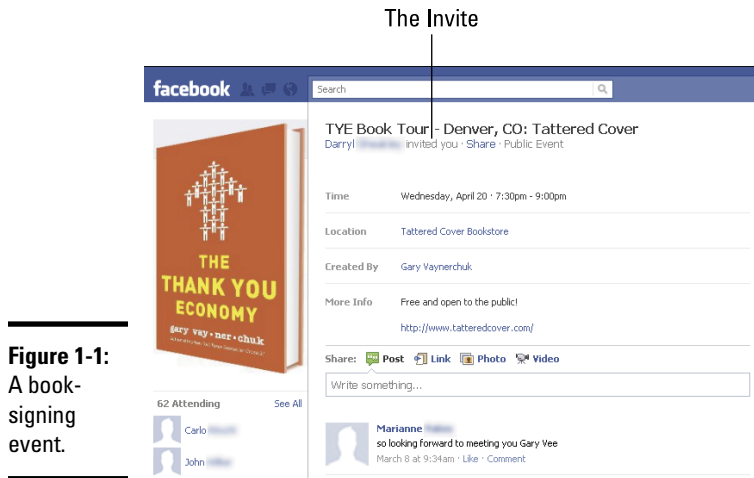 The Invite
facebook
Search
TYE Book Tour - Denver, CO: Tattered Cover
Darryl invited you · Share · Public Event
Time Wednesday, April 20 · 7:30pm - 9:00pm
Location Tattered Cover Bookstore
Created By Gary Vaynerchuk
More Info Free and open to the public!
http://www.tatteredcover.com/
Share: Post Link Photo Video
Write something...
THE
THANK YOU
ECONOMY
gary vay•ner•chuk
62 Attending See All
Carlo
John
Marianne
so looking forward to meeting you Gary Vee
March 8 at 9:34am · Like · Comment
Figure 1-1:
A book-
signing
event.